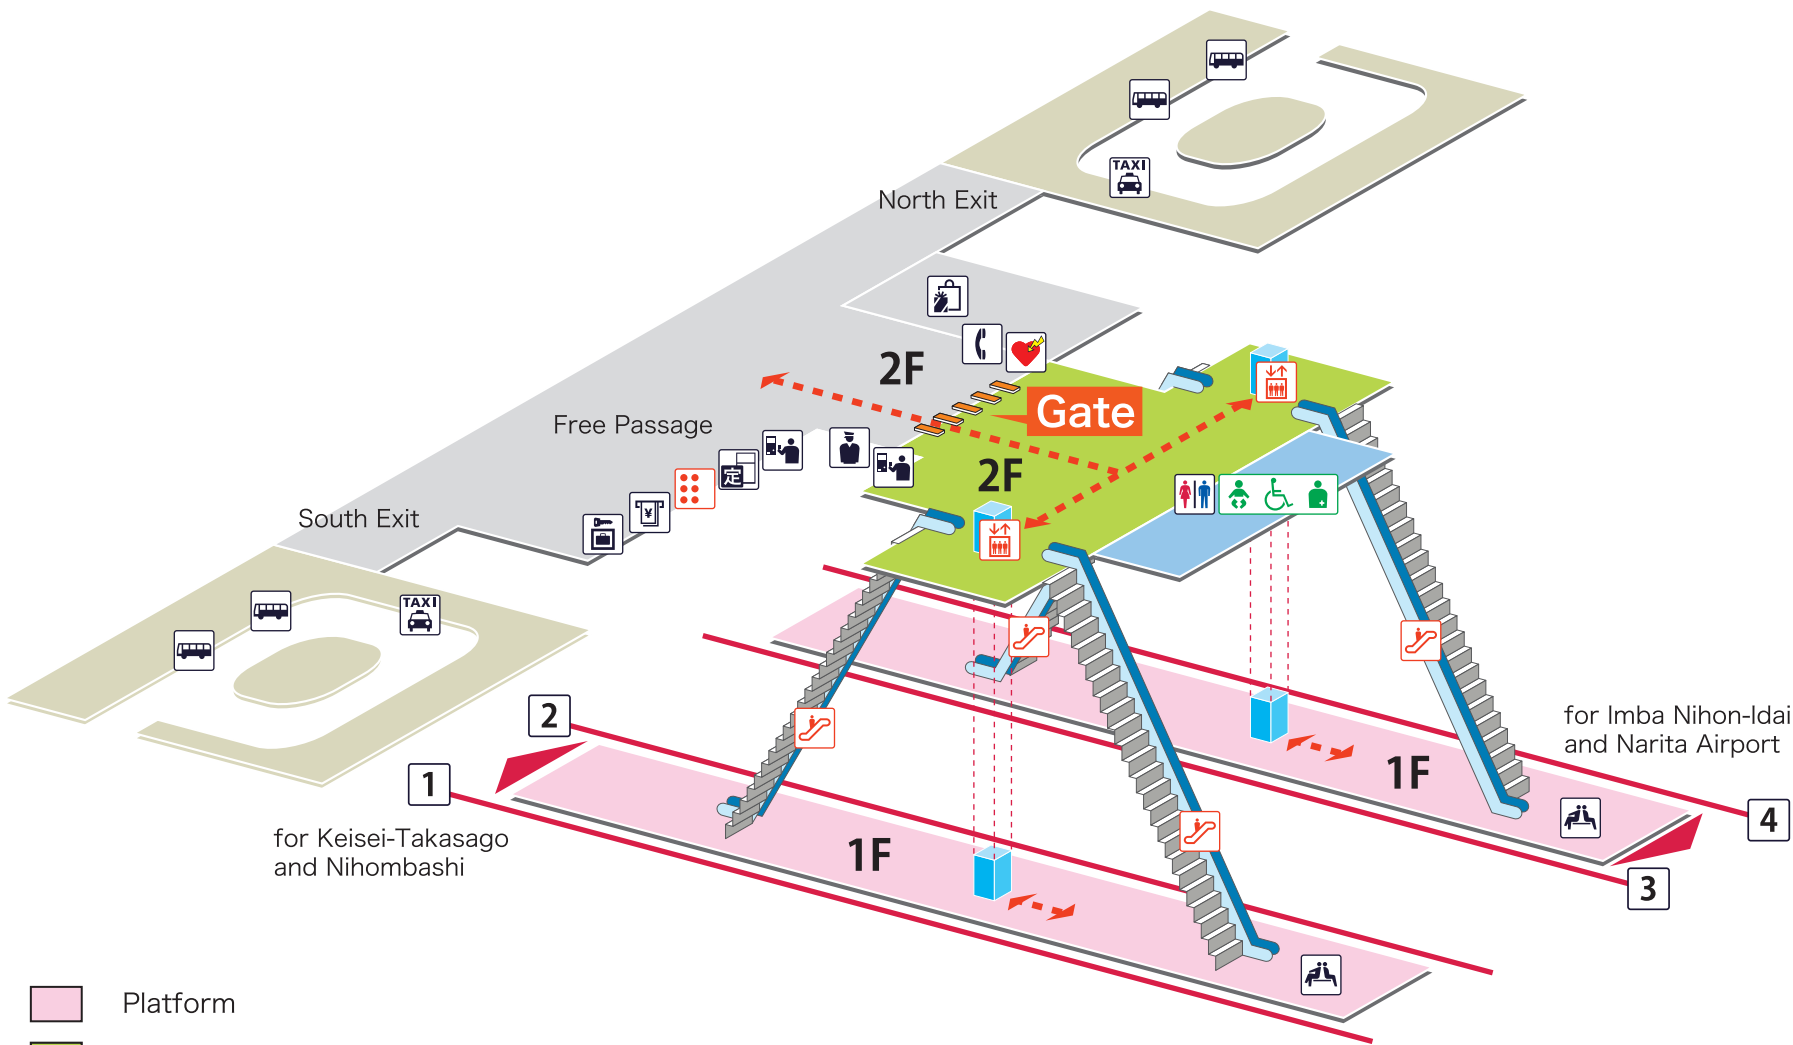 TAXI
North Exit
2F
Gate
Free Passage
定
2F
¥
South Exit
TAXI
2
1
for Imba Nihon-Idai
and Narita Airport
1F
4
for Keisei-Takasago
and Nihombashi
1F
3
Platform